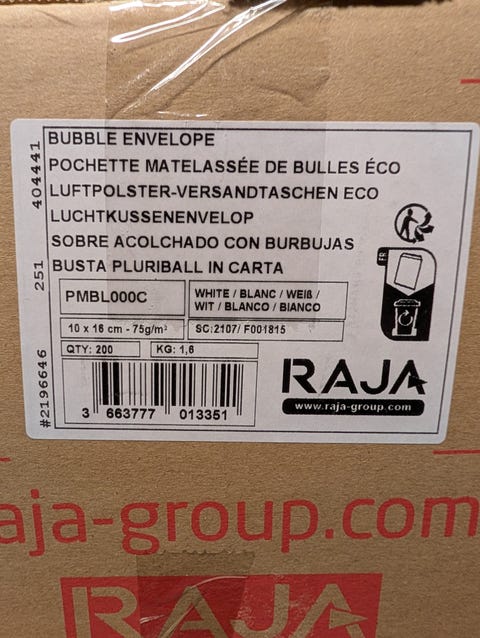 BUBBLE ENVELOPE
POCHETTE MATELASSÉE DE BULLES ÉCO
LUFTPOLSTER-VERSANDTASCHEN ECO
LUCHTKUSSENENVELOP
SOBRE ACOLCHADO CON BURBUJAS
BUSTA PLURIBALL IN CARTA
#2196646 251 404441
FR
PMBL000C
WHITE / BLANC / WEIß /
WIT / BLANCO / BIANCO
10 x 16 cm - 75g/m²
SC:2107/ F001815
QTY: 200
KG: 1,6
3 663777 013351
RAJA
www.raja-group.com
aja-group.com
RAJA